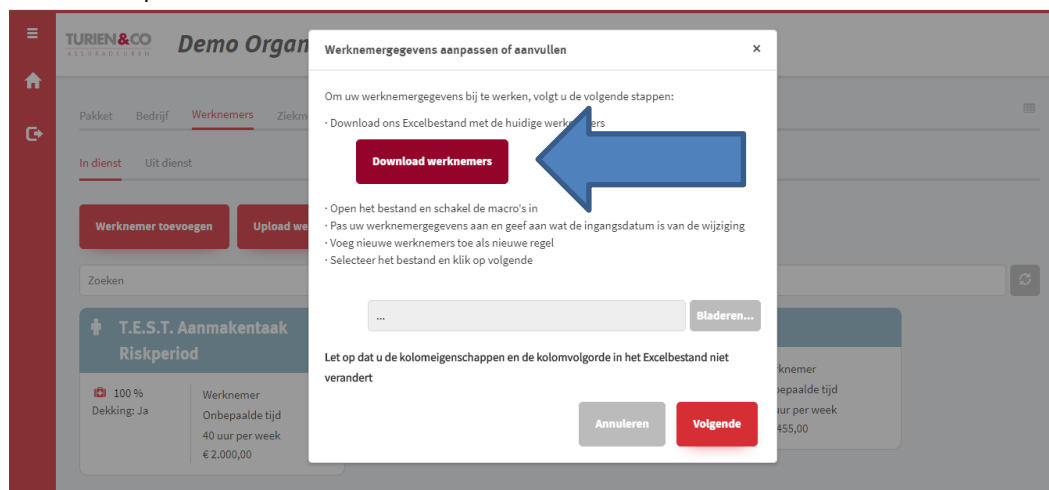 TURIEN&CO
ASSURADEUREN
Demo Organ
Pakket Bedrijf Werknemers Ziekm
In dienst Uit dienst
Werknemer toevoegen Upload we
Zoeken
T.E.S.T. Aanmakentaak
Riskperiod
100 %
Dekking: Ja
Werknemer
Onbepaalde tijd
40 uur per week
€ 2.000,00
Werknemergegevens aanpassen of aanvullen ×
Om uw werknemergegevens bij te werken, volgt u de volgende stappen:
· Download ons Excelbestand met de huidige werknemers
Download werknemers
· Open het bestand en schakel de macro's in
· Pas uw werknemergegevens aan en geef aan wat de ingangsdatum is van de wijziging
· Voeg nieuwe werknemers toe als nieuwe regel
· Selecteer het bestand en klik op volgende
... Bladeren...
Let op dat u de kolomeigenschappen en de kolomvolgorde in het Excelbestand niet
verandert
Annuleren Volgende
knemer
epaalde tijd
ur per week
455,00